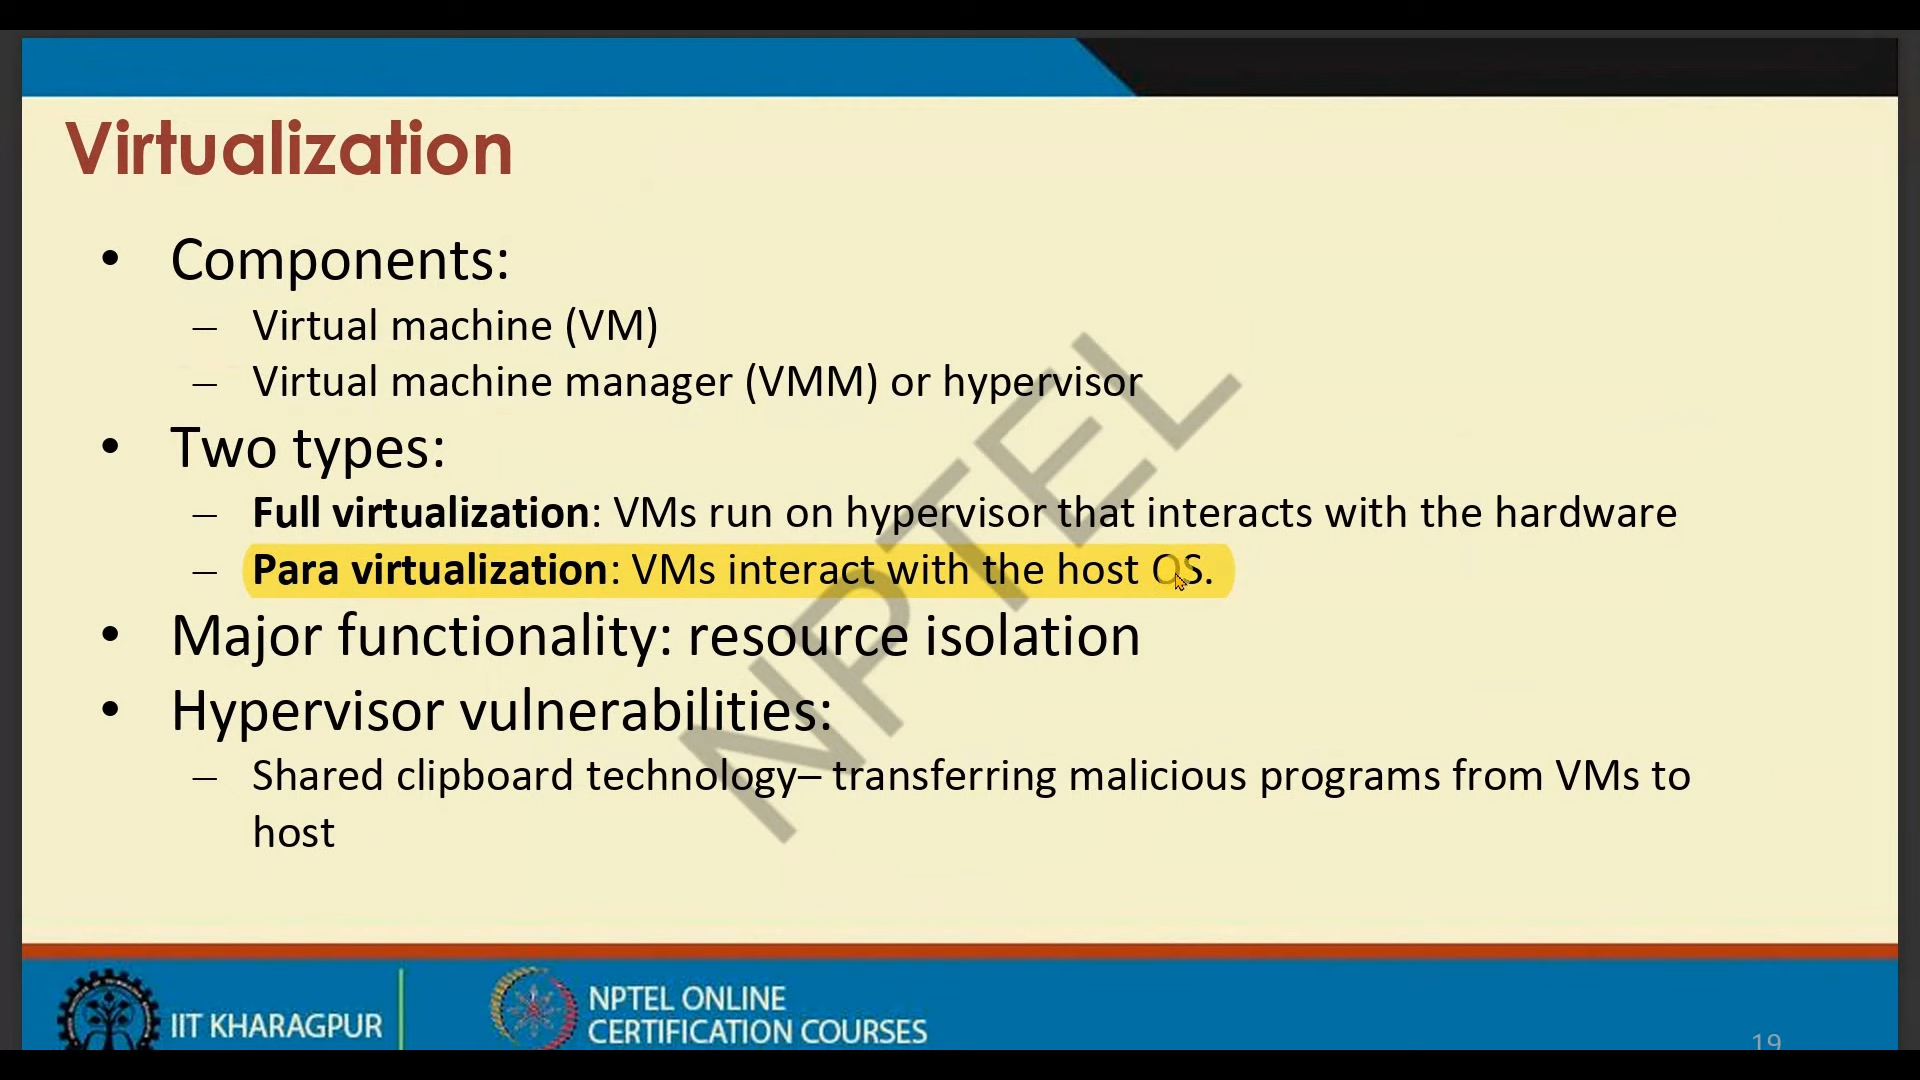 Virtualization
• Components:
– Virtual machine (VM)
– Virtual machine manager (VMM) or hypervisor
• Two types:
– Full virtualization: VMs run on hypervisor that interacts with the hardware
– Para virtualization: VMs interact with the host OS.
• Major functionality: resource isolation
• Hypervisor vulnerabilities:
– Shared clipboard technology– transferring malicious programs from VMs to
host
NPTEL
IIT KHARAGPUR
NPTEL ONLINE
CERTIFICATION COURSES
19